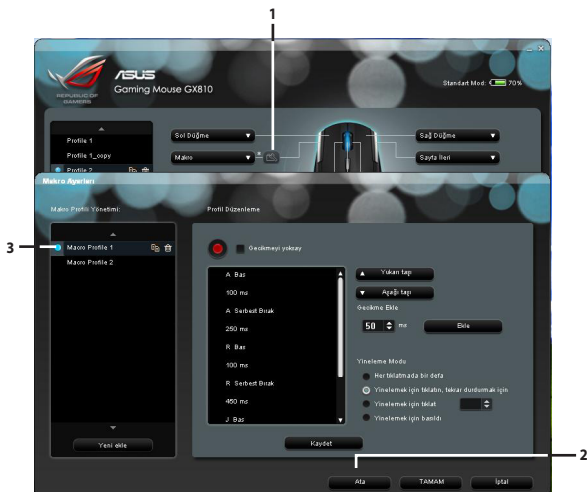 1
REPUBLIC OF
GAMERS
ASUS
Gaming Mouse GX810
Standart Mod: 70%
Profile 1
Profile 1_copy
Profile 2
Sol Düğme
Makro
Sağ Düğme
Sayfa İleri
Makro Ayarları
Makro Profili Yönetimi:
Profil Düzenleme
3
Macro Profile 1
Macro Profile 2
Gecikmeyi yoksay
A Bas
100 ms
A Serbest Bırak
250 ms
R Bas
100 ms
R Serbest Bırak
450 ms
J Bas
Yukarı taşı
Aşağı taşı
Gecikme Ekle
50 ms
Ekle
Yineleme Modu
Her tıklatmada bir defa
Yinelemek için tıklatın, tekrar durdurmak için
Yinelemek için tıklat
Yinelemek için basıldı
Yeni ekle
Kaydet
2
Ata
TAMAM
İptal